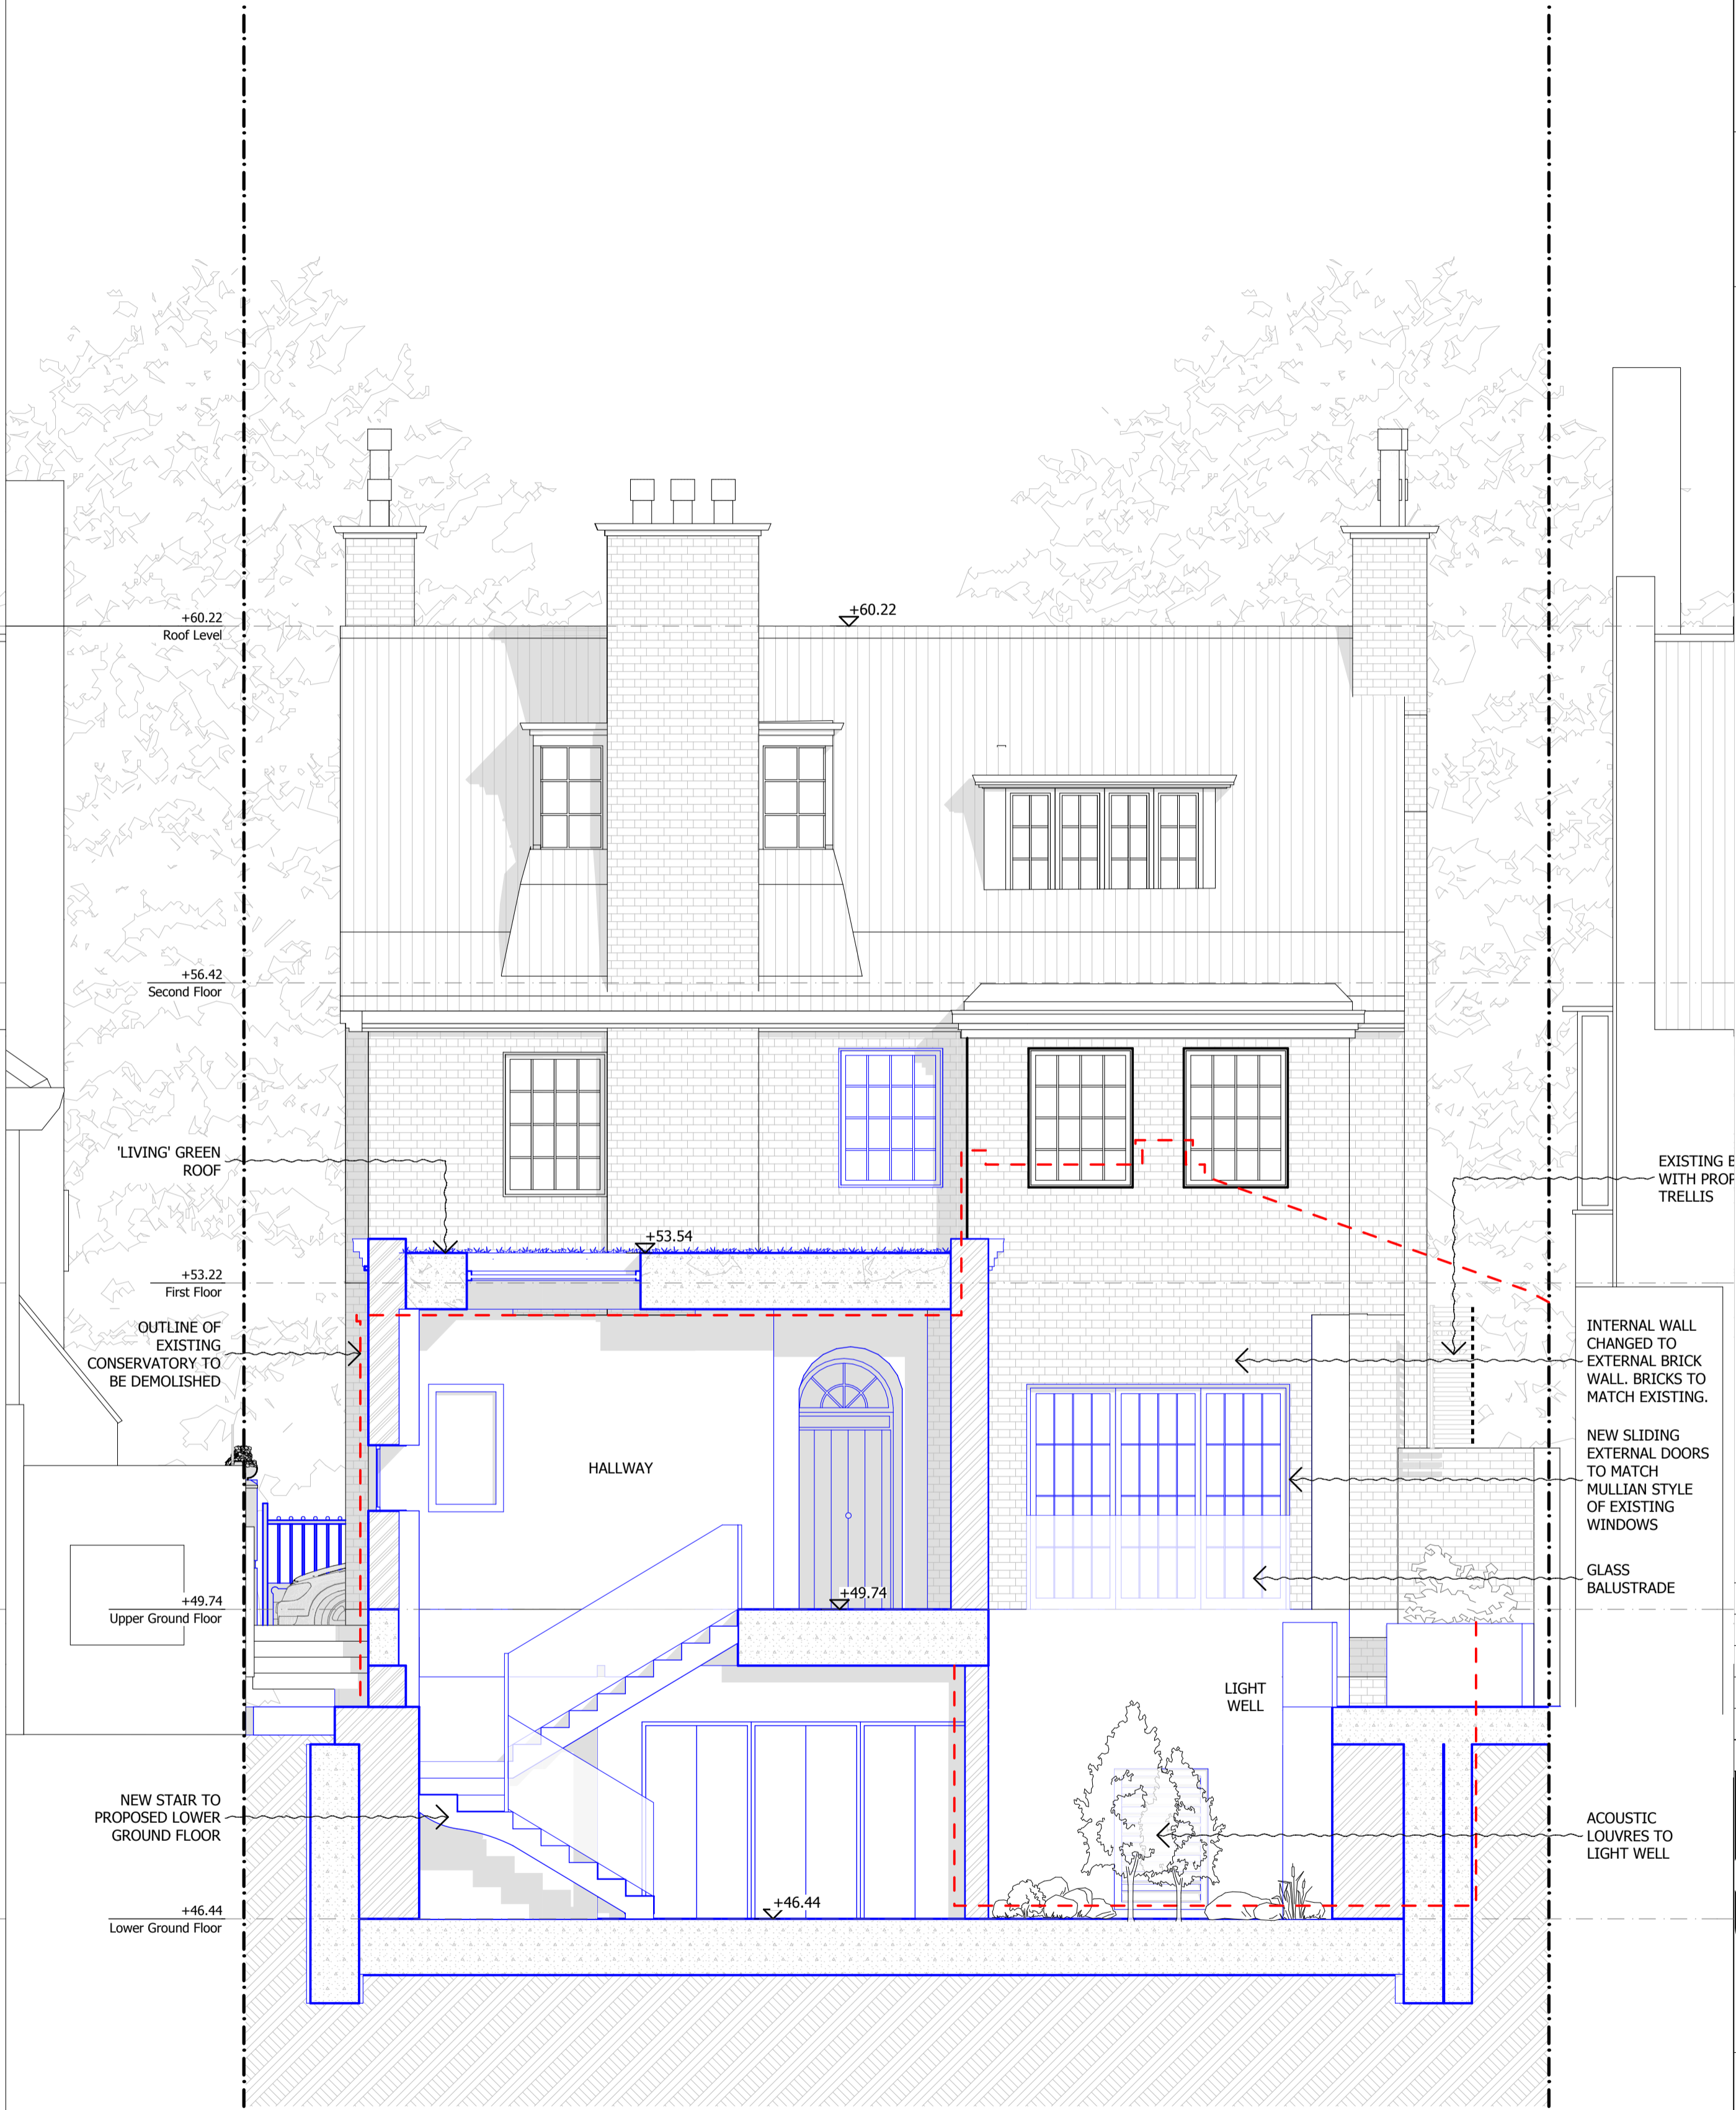 +60.22
Roof Level
+60.22
+56.42
Second Floor
'LIVING' GREEN
ROOF
EXISTING B
WITH PROP
TRELLIS
+53.54
+53.22
First Floor
OUTLINE OF
EXISTING
CONSERVATORY TO
BE DEMOLISHED
INTERNAL WALL
CHANGED TO
EXTERNAL BRICK
WALL. BRICKS TO
MATCH EXISTING.
HALLWAY
NEW SLIDING
EXTERNAL DOORS
TO MATCH
MULLIAN STYLE
OF EXISTING
WINDOWS
GLASS
BALUSTRADE
+49.74
Upper Ground Floor
+49.74
LIGHT
WELL
NEW STAIR TO
PROPOSED LOWER
GROUND FLOOR
ACOUSTIC
LOUVRES TO
LIGHT WELL
+46.44
Lower Ground Floor
+46.44